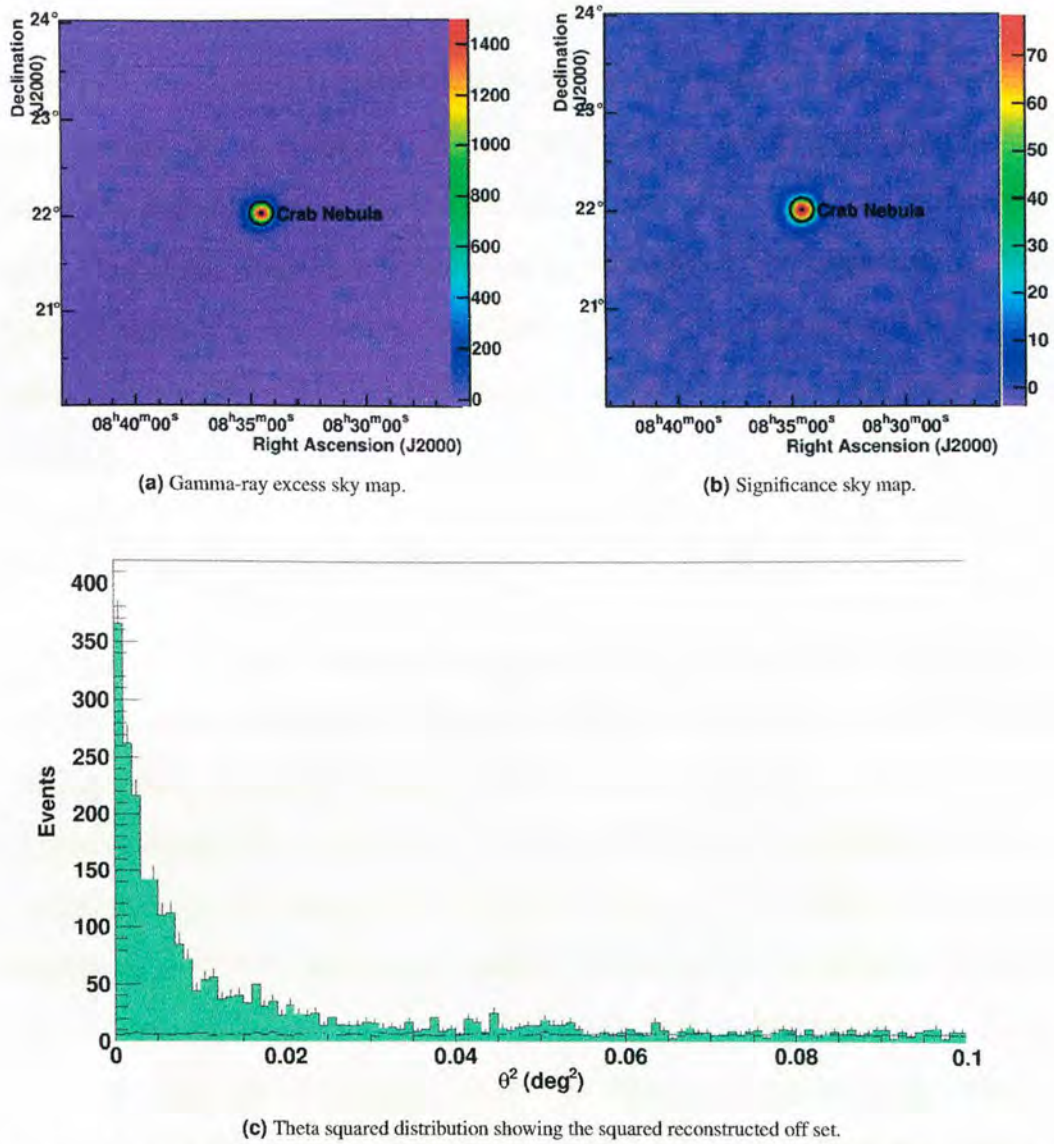 Declination
(J2000)
24°
23°
22°
21°
Crab Nebula
1400
1200
1000
800
600
400
200
0
08h40m00s 08h35m00s 08h30m00s
Right Ascension (J2000)
(a) Gamma-ray excess sky map.
Declination
(J2000)
24°
23°
22°
21°
Crab Nebula
70
60
50
40
30
20
10
0
08h40m00s 08h35m00s 08h30m00s
Right Ascension (J2000)
(b) Significance sky map.
Events
400
350
300
250
200
150
100
50
0
0 0.02 0.04 0.06 0.08 0.1
θ² (deg²)
(c) Theta squared distribution showing the squared reconstructed off set.